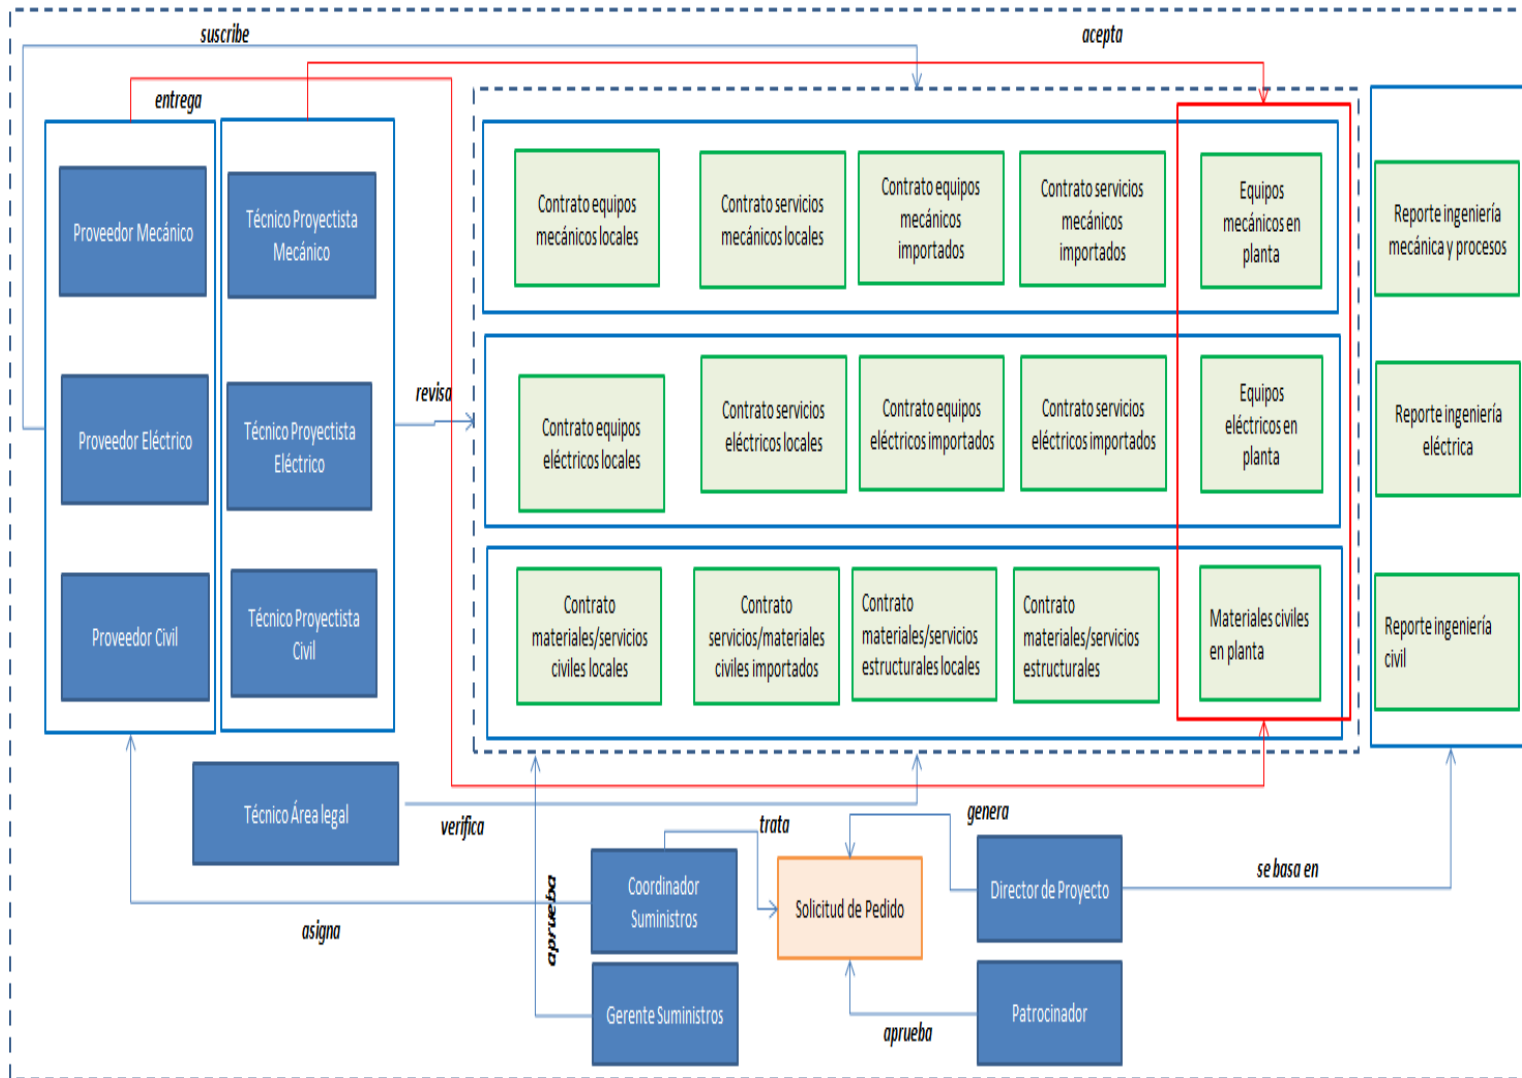 suscribe
acepta
entrega
Proveedor Mecánico
Técnico Proyectista
Mecánico
Contrato equipos
mecánicos locales
Contrato servicios
mecánicos locales
Contrato equipos
mecánicos
importados
Contrato servicios
mecánicos
importados
Equipos
mecánicos en
planta
Reporte ingeniería
mecánica y procesos
revisa
Proveedor Eléctrico
Técnico Proyectista
Eléctrico
Contrato equipos
eléctricos locales
Contrato servicios
eléctricos locales
Contrato equipos
eléctricos importados
Contrato servicios
eléctricos importados
Equipos
eléctricos en
planta
Reporte ingeniería
eléctrica
Proveedor Civil
Técnico Proyectista
Civil
Contrato
materiales/servicios
civiles locales
Contrato
servicios/materiales
civiles importados
Contrato
materiales/servicios
estructurales locales
Contrato
materiales/servicios
estructurales
Materiales civiles
en planta
Reporte ingeniería
civil
Técnico Área legal
verifica
trata
genera
aprueba
Coordinador
Suministros
Solicitud de Pedido
Director de Proyecto
se basa en
asigna
Gerente Suministros
aprueba
Patrocinador